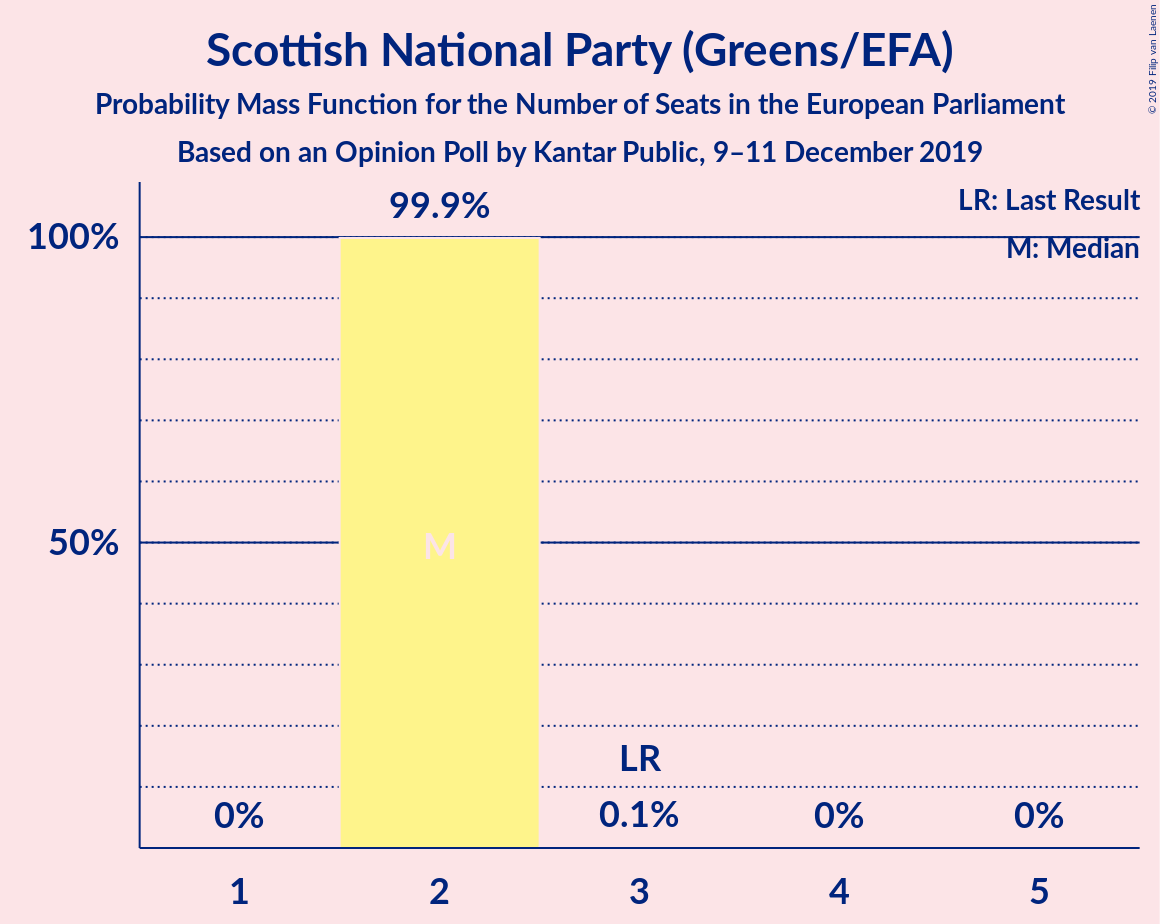 Scottish National Party (Greens/EFA)
Probability Mass Function for the Number of Seats in the European Parliament
Based on an Opinion Poll by Kantar Public, 9–11 December 2019
© 2019 Filip van Laenen
LR: Last Result
M: Median
99.9%
100%
50%
M
LR
0%
0.1%
0%
0%
1
2
3
4
5